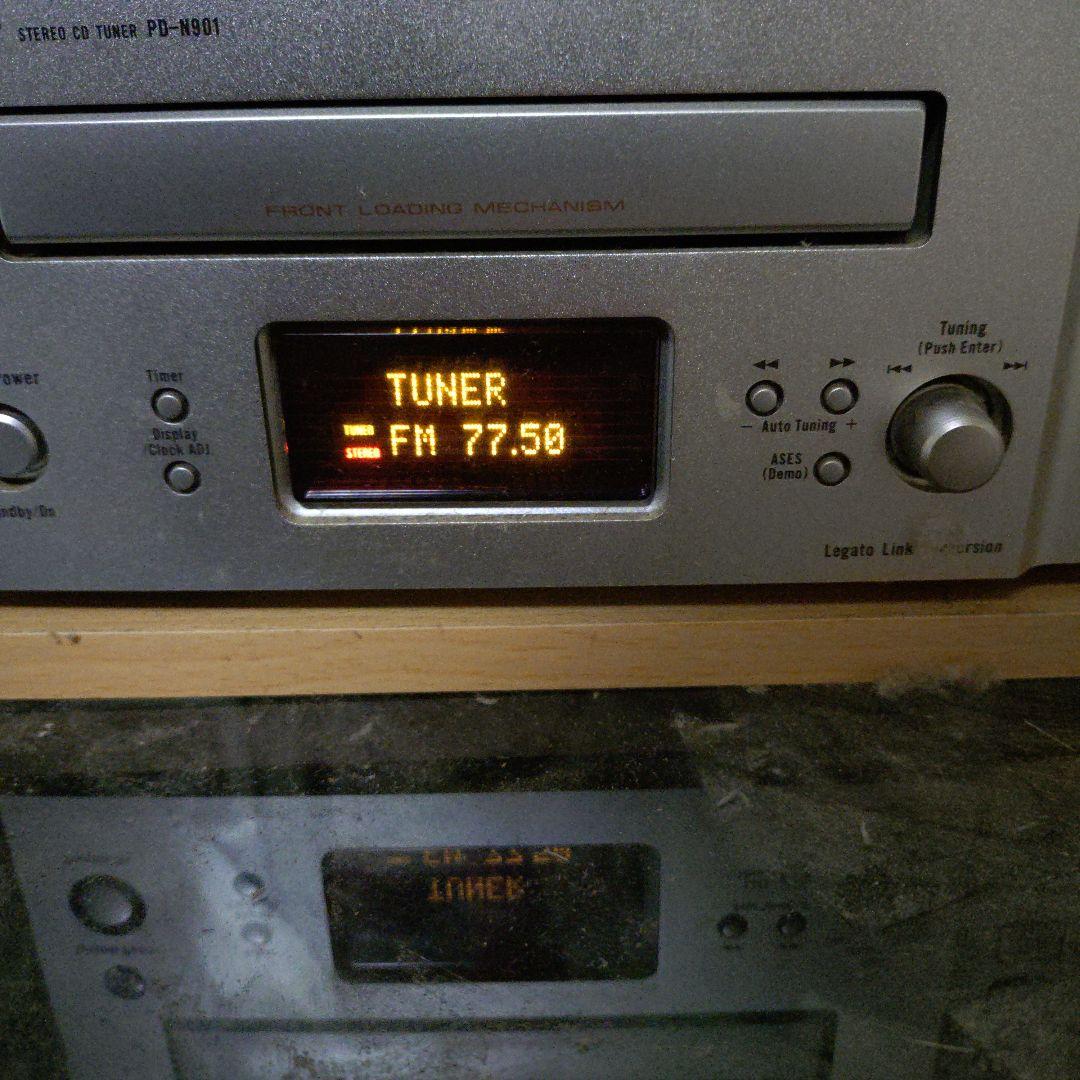 STEREO CD TUNER PD-N901
FRONT LOADING MECHANISM
Tuning
(Push Enter)
Timer
Display
/Clock ADJ
TUNER
TUNER
FM 77.50
STEREO
− Auto Tuning +
ASES
(Demo)
Legato Link